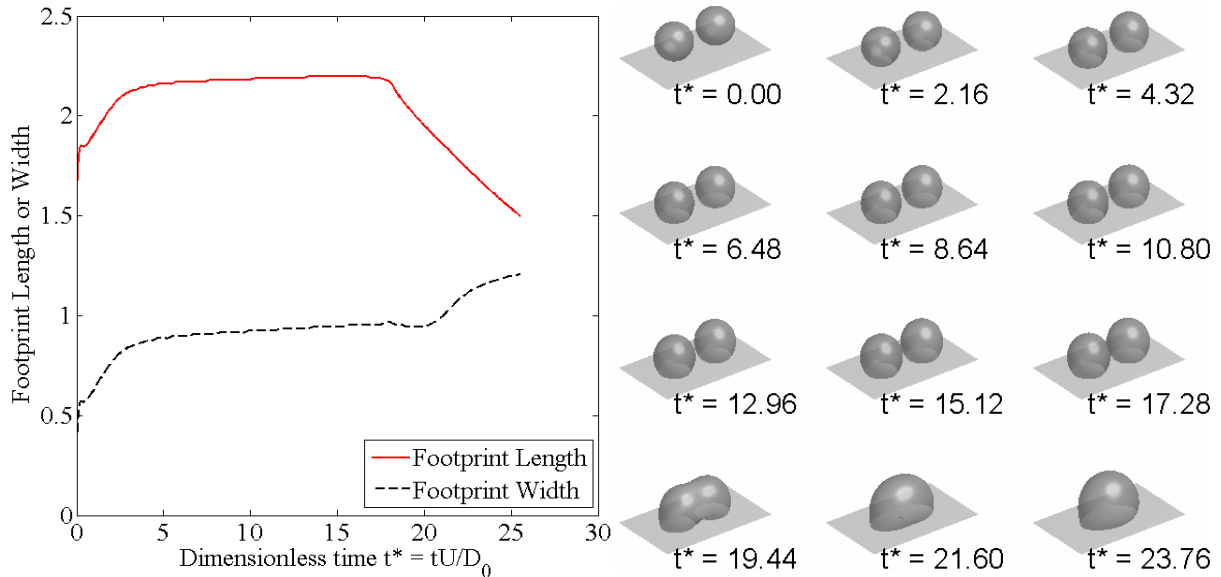 2.5
2
1.5
1
0.5
0
Footprint Length or Width
0
5
10
15
20
25
30
Dimensionless time t* = tU/D0
Footprint Length
Footprint Width
t* = 0.00
t* = 2.16
t* = 4.32
t* = 6.48
t* = 8.64
t* = 10.80
t* = 12.96
t* = 15.12
t* = 17.28
t* = 19.44
t* = 21.60
t* = 23.76